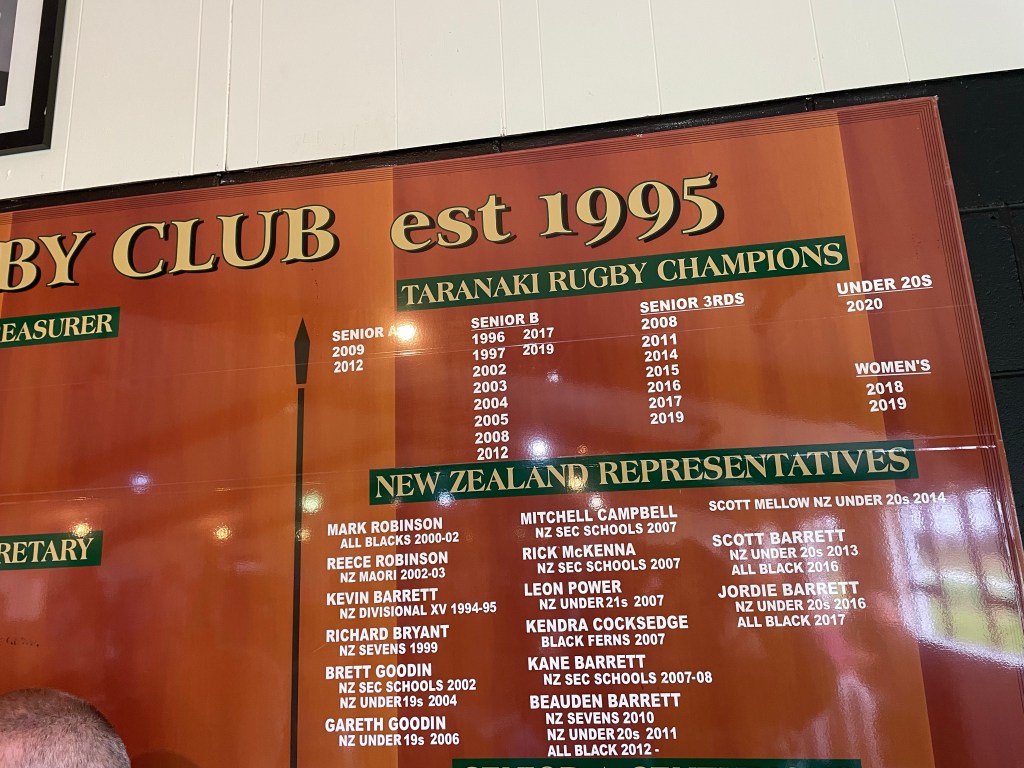 BY CLUB est 1995
EASURER
RETARY
TARANAKI RUGBY CHAMPIONS
SENIOR A
2009
2012
SENIOR B
1996 2017
1997 2019
2002
2003
2004
2005
2008
2012
SENIOR 3RDS
2008
2011
2014
2015
2016
2017
2019
UNDER 20S
2020
WOMEN'S
2018
2019
NEW ZEALAND REPRESENTATIVES
MARK ROBINSON
ALL BLACKS 2000-02
REECE ROBINSON
NZ MAORI 2002-03
KEVIN BARRETT
NZ DIVISIONAL XV 1994-95
RICHARD BRYANT
NZ SEVENS 1999
BRETT GOODIN
NZ SEC SCHOOLS 2002
NZ UNDER19s 2004
GARETH GOODIN
NZ UNDER19s 2006
MITCHELL CAMPBELL
NZ SEC SCHOOLS 2007
RICK McKENNA
NZ SEC SCHOOLS 2007
LEON POWER
NZ UNDER21s 2007
KENDRA COCKSEDGE
BLACK FERNS 2007
KANE BARRETT
NZ SEC SCHOOLS 2007-08
BEAUDEN BARRETT
NZ SEVENS 2010
NZ UNDER20s 2011
ALL BLACK 2012 -
SCOTT MELLOW NZ UNDER 20s 2014
SCOTT BARRETT
NZ UNDER 20s 2013
ALL BLACK 2016
JORDIE BARRETT
NZ UNDER 20s 2016
ALL BLACK 2017